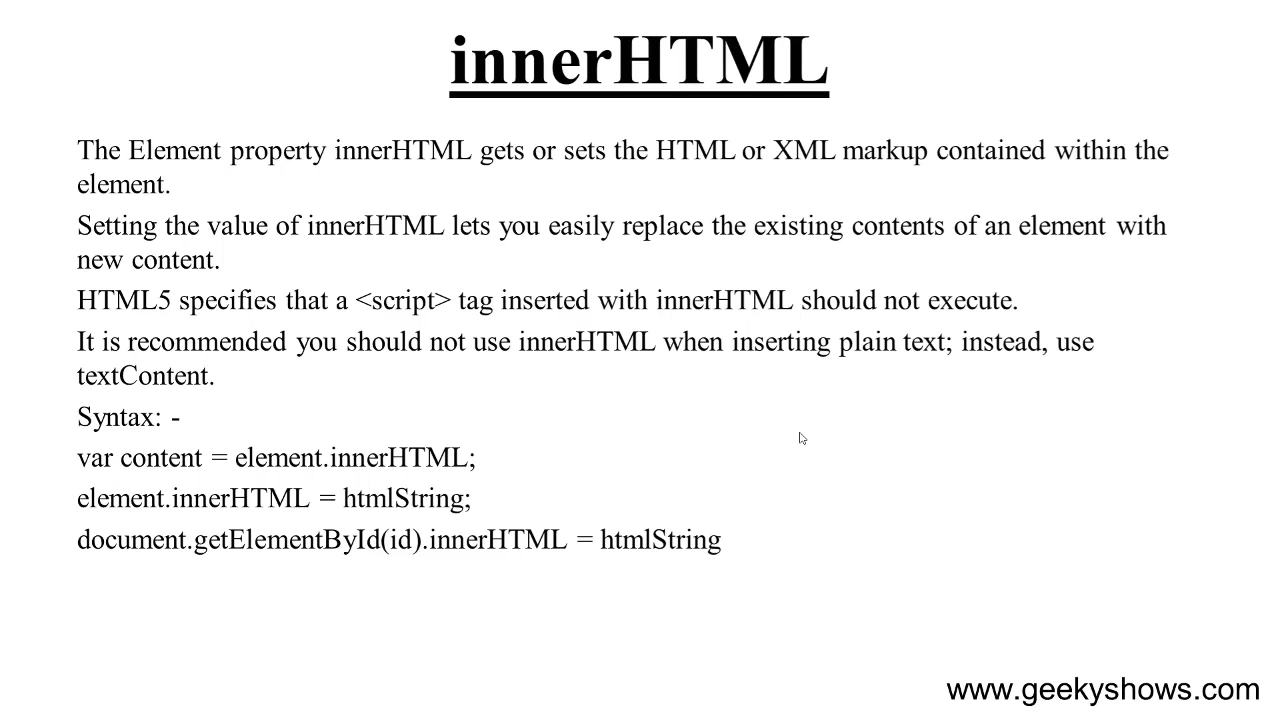 innerHTML
The Element property innerHTML gets or sets the HTML or XML markup contained within the
element.
Setting the value of innerHTML lets you easily replace the existing contents of an element with
new content.
HTML5 specifies that a <script> tag inserted with innerHTML should not execute.
It is recommended you should not use innerHTML when inserting plain text; instead, use
textContent.
Syntax: -
var content = element.innerHTML;
element.innerHTML = htmlString;
document.getElementById(id).innerHTML = htmlString
www.geekyshows.com